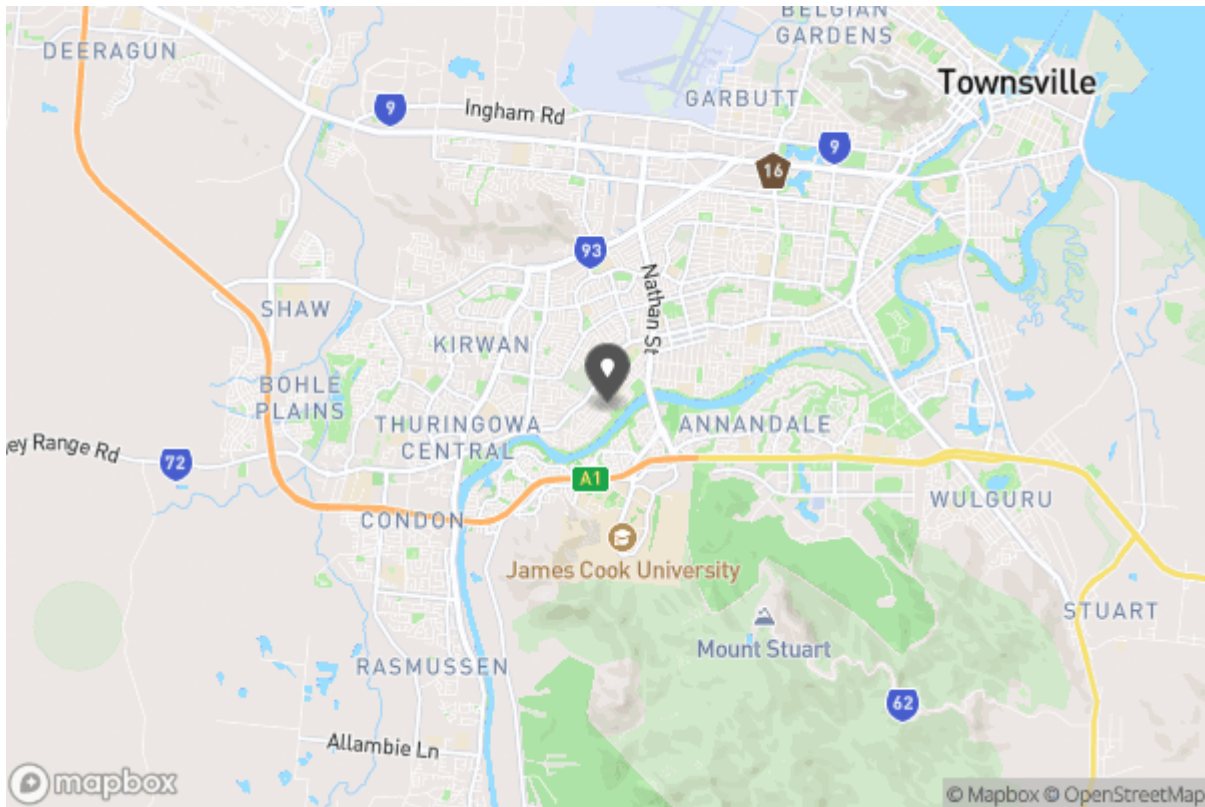 BELGIAN
GARDENS
DEERAGUN
Townsville
GARBUTT
9
Ingham Rd
9
16
93
Nathan St
SHAW
KIRWAN
BOHLE
PLAINS
THURINGOWA
CENTRAL
ANNANDALE
ey Range Rd
72
A1
WULGURU
CONDON
James Cook University
STUART
Mount Stuart
RASMUSSEN
62
Allambie Ln
mapbox
© Mapbox © OpenStreetMap